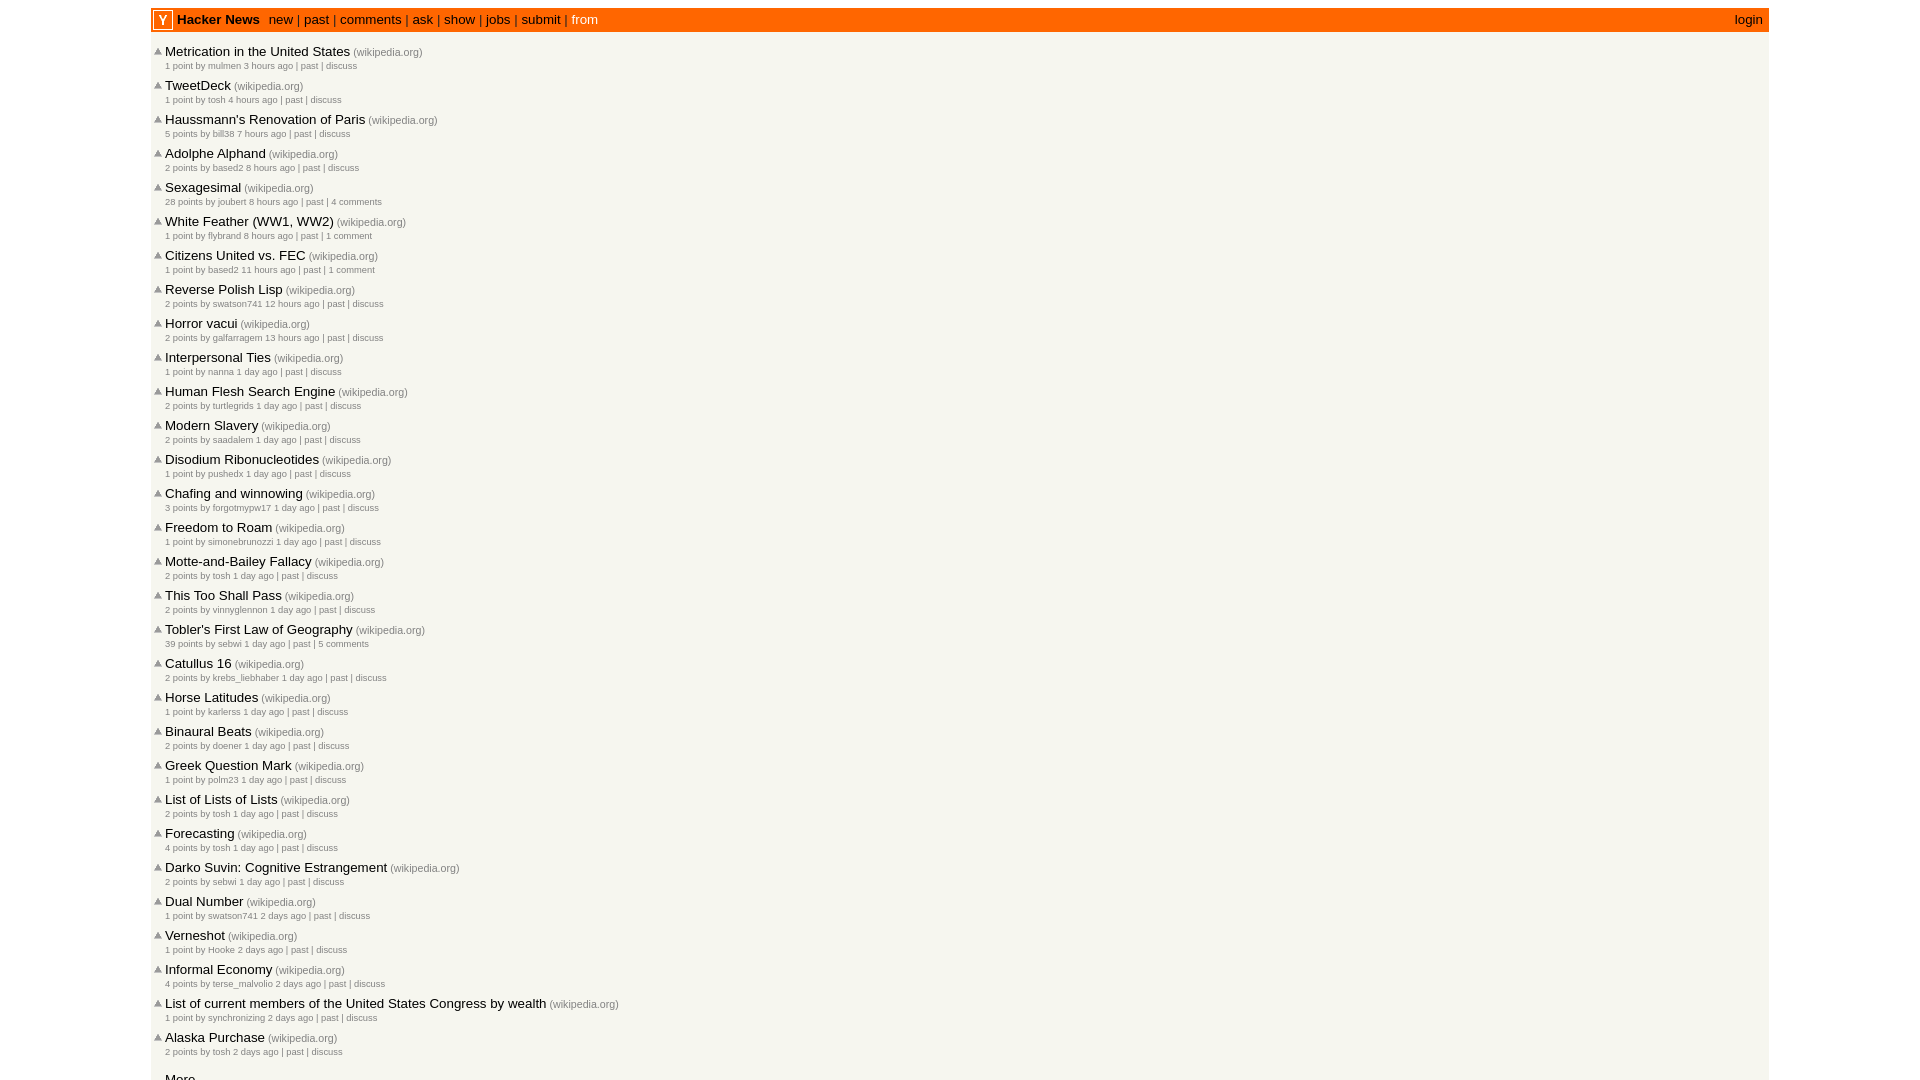 Y Hacker News new | past | comments | ask | show | jobs | submit | from login
Metrication in the United States (wikipedia.org)
1 point by mulmen 3 hours ago | past | discuss
TweetDeck (wikipedia.org)
1 point by tosh 4 hours ago | past | discuss
Haussmann's Renovation of Paris (wikipedia.org)
5 points by bill38 7 hours ago | past | discuss
Adolphe Alphand (wikipedia.org)
2 points by based2 8 hours ago | past | discuss
Sexagesimal (wikipedia.org)
28 points by joubert 8 hours ago | past | 4 comments
White Feather (WW1, WW2) (wikipedia.org)
1 point by flybrand 8 hours ago | past | 1 comment
Citizens United vs. FEC (wikipedia.org)
1 point by based2 11 hours ago | past | 1 comment
Reverse Polish Lisp (wikipedia.org)
2 points by swatson741 12 hours ago | past | discuss
Horror vacui (wikipedia.org)
2 points by galfarragem 13 hours ago | past | discuss
Interpersonal Ties (wikipedia.org)
1 point by nanna 1 day ago | past | discuss
Human Flesh Search Engine (wikipedia.org)
2 points by turtlegrids 1 day ago | past | discuss
Modern Slavery (wikipedia.org)
2 points by saadalem 1 day ago | past | discuss
Disodium Ribonucleotides (wikipedia.org)
1 point by pushedx 1 day ago | past | discuss
Chafing and winnowing (wikipedia.org)
3 points by forgotmypw17 1 day ago | past | discuss
Freedom to Roam (wikipedia.org)
1 point by simonebrunozzi 1 day ago | past | discuss
Motte-and-Bailey Fallacy (wikipedia.org)
2 points by tosh 1 day ago | past | discuss
This Too Shall Pass (wikipedia.org)
2 points by vinnyglennon 1 day ago | past | discuss
Tobler's First Law of Geography (wikipedia.org)
39 points by sebwi 1 day ago | past | 5 comments
Catullus 16 (wikipedia.org)
2 points by krebs_liebhaber 1 day ago | past | discuss
Horse Latitudes (wikipedia.org)
1 point by karlerss 1 day ago | past | discuss
Binaural Beats (wikipedia.org)
2 points by doener 1 day ago | past | discuss
Greek Question Mark (wikipedia.org)
1 point by polm23 1 day ago | past | discuss
List of Lists of Lists (wikipedia.org)
2 points by tosh 1 day ago | past | discuss
Forecasting (wikipedia.org)
4 points by tosh 1 day ago | past | discuss
Darko Suvin: Cognitive Estrangement (wikipedia.org)
2 points by sebwi 1 day ago | past | discuss
Dual Number (wikipedia.org)
1 point by swatson741 2 days ago | past | discuss
Verneshot (wikipedia.org)
1 point by Hooke 2 days ago | past | discuss
Informal Economy (wikipedia.org)
4 points by terse_malvolio 2 days ago | past | discuss
List of current members of the United States Congress by wealth (wikipedia.org)
1 point by synchronizing 2 days ago | past | discuss
Alaska Purchase (wikipedia.org)
2 points by tosh 2 days ago | past | discuss
More